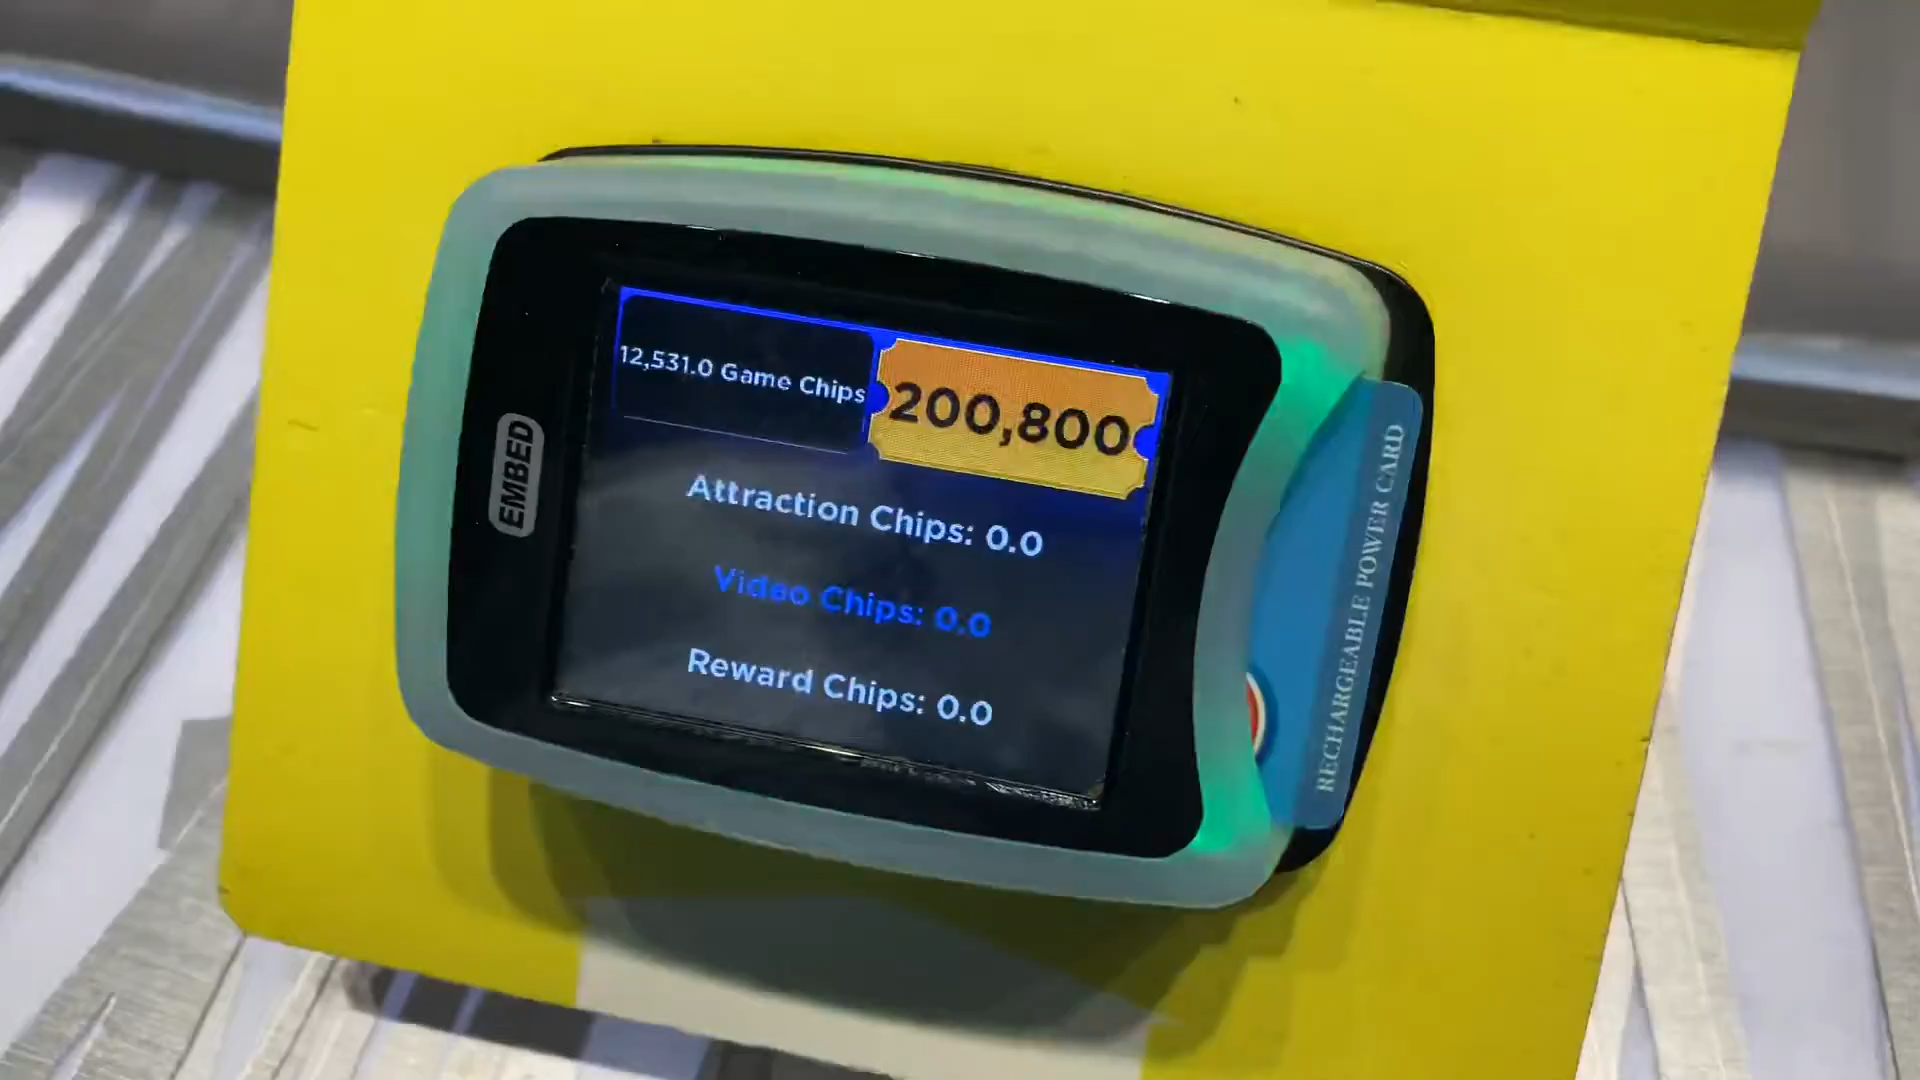 12,531.0 Game Chips
200,800
Attraction Chips: 0.0
Video Chips: 0.0
Reward Chips: 0.0
EMBED
RECHARGEABLE POWER CARD